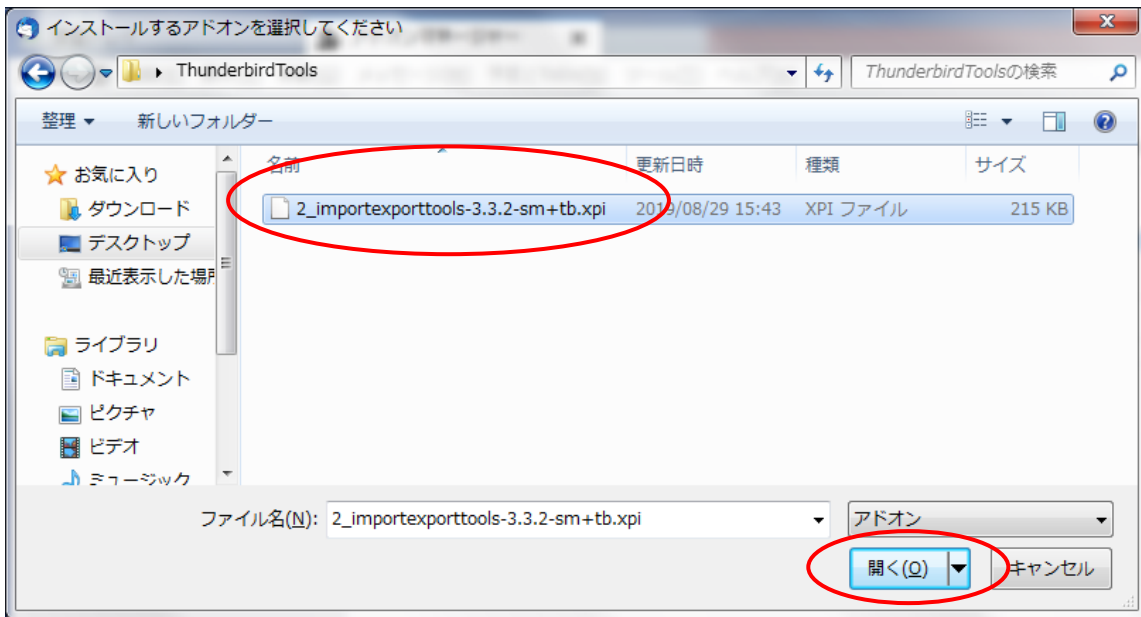 インストールするアドオンを選択してください
ThunderbirdTools
ThunderbirdToolsの検索
整理
新しいフォルダー
名前
更新日時
種類
サイズ
2_importexporttools-3.3.2-sm+tb.xpi
2019/08/29 15:43
XPI ファイル
215 KB
お気に入り
ダウンロード
デスクトップ
最近表示した場所
ライブラリ
ドキュメント
ピクチャ
ビデオ
ミュージック
ファイル名(N):
2_importexporttools-3.3.2-sm+tb.xpi
アドオン
開く(O)
キャンセル